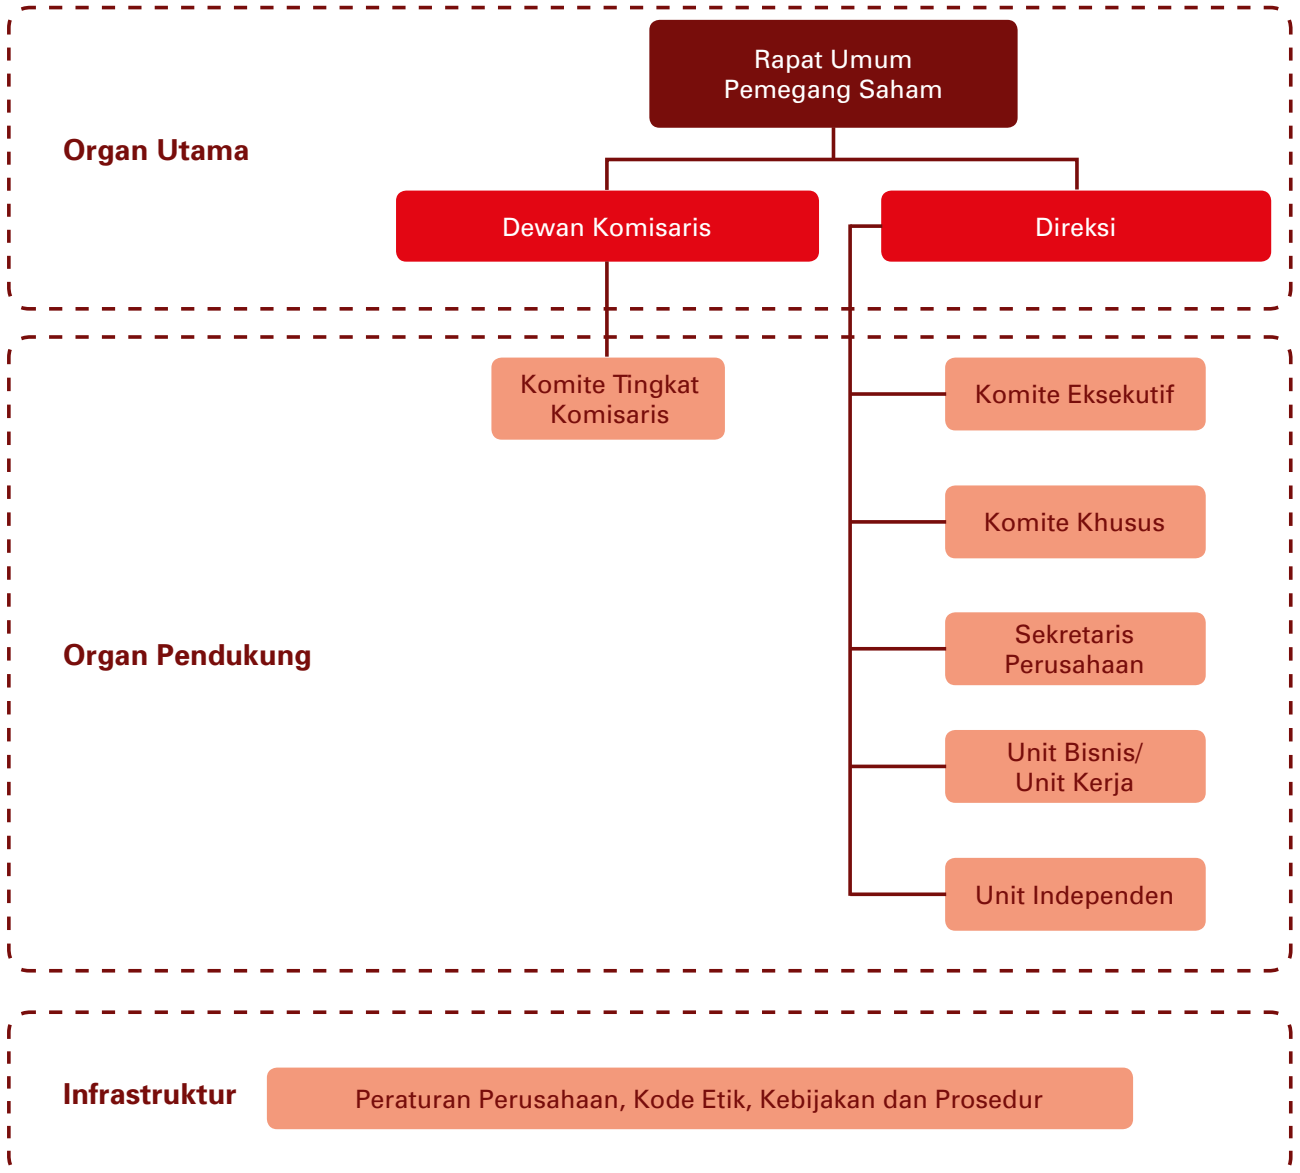 Rapat Umum
Pemegang Saham
Organ Utama
Dewan Komisaris
Direksi
Komite Tingkat
Komisaris
Komite Eksekutif
Komite Khusus
Sekretaris
Perusahaan
Organ Pendukung
Unit Bisnis/
Unit Kerja
Unit Independen
Infrastruktur
Peraturan Perusahaan, Kode Etik, Kebijakan dan Prosedur